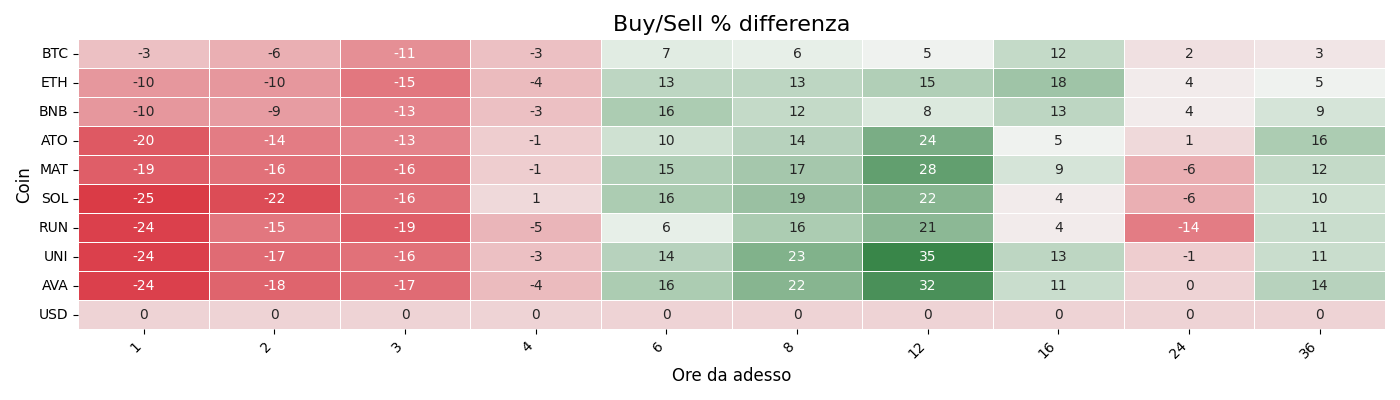 Buy/Sell % differenza
Coin
BTC -3 -6 -11 -3 7 6 5 12 2 3
ETH -10 -10 -15 -4 13 13 15 18 4 5
BNB -10 -9 -13 -3 16 12 8 13 4 9
ATO -20 -14 -13 -1 10 14 24 5 1 16
MAT -19 -16 -16 -1 15 17 28 9 -6 12
SOL -25 -22 -16 1 16 19 22 4 -6 10
RUN -24 -15 -19 -5 6 16 21 4 -14 11
UNI -24 -17 -16 -3 14 23 35 13 -1 11
AVA -24 -18 -17 -4 16 22 32 11 0 14
USD 0 0 0 0 0 0 0 0 0 0
1 2 3 4 6 8 12 16 24 36
Ore da adesso